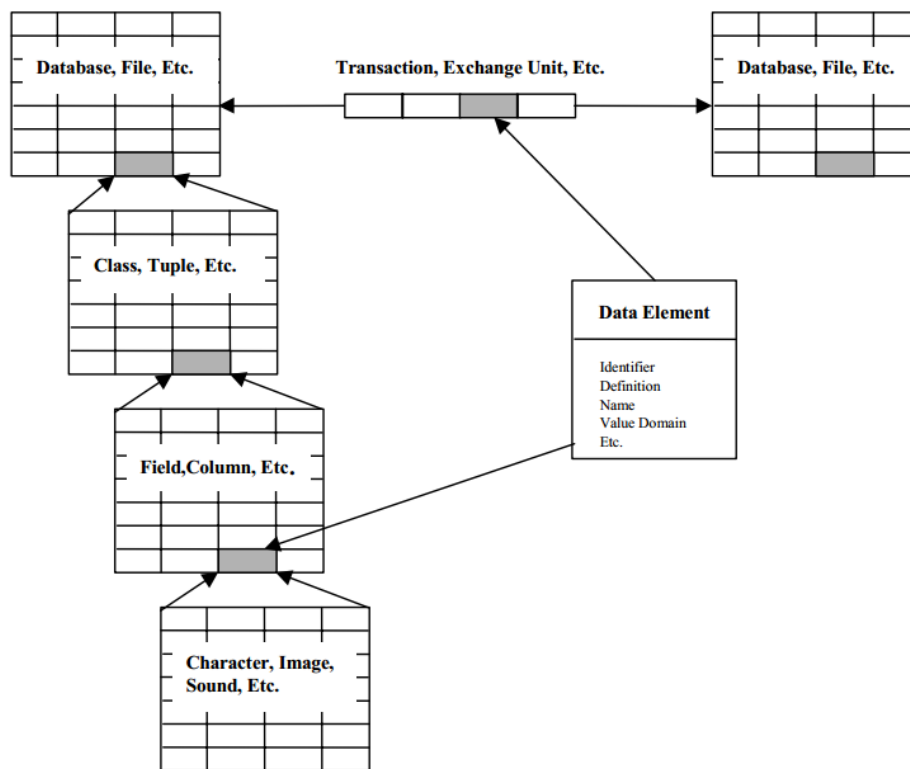 Database, File, Etc.
Transaction, Exchange Unit, Etc.
Database, File, Etc.
Class, Tuple, Etc.
Data Element
Identifier
Definition
Name
Value Domain
Etc.
Field,Column, Etc.
Character, Image,
Sound, Etc.